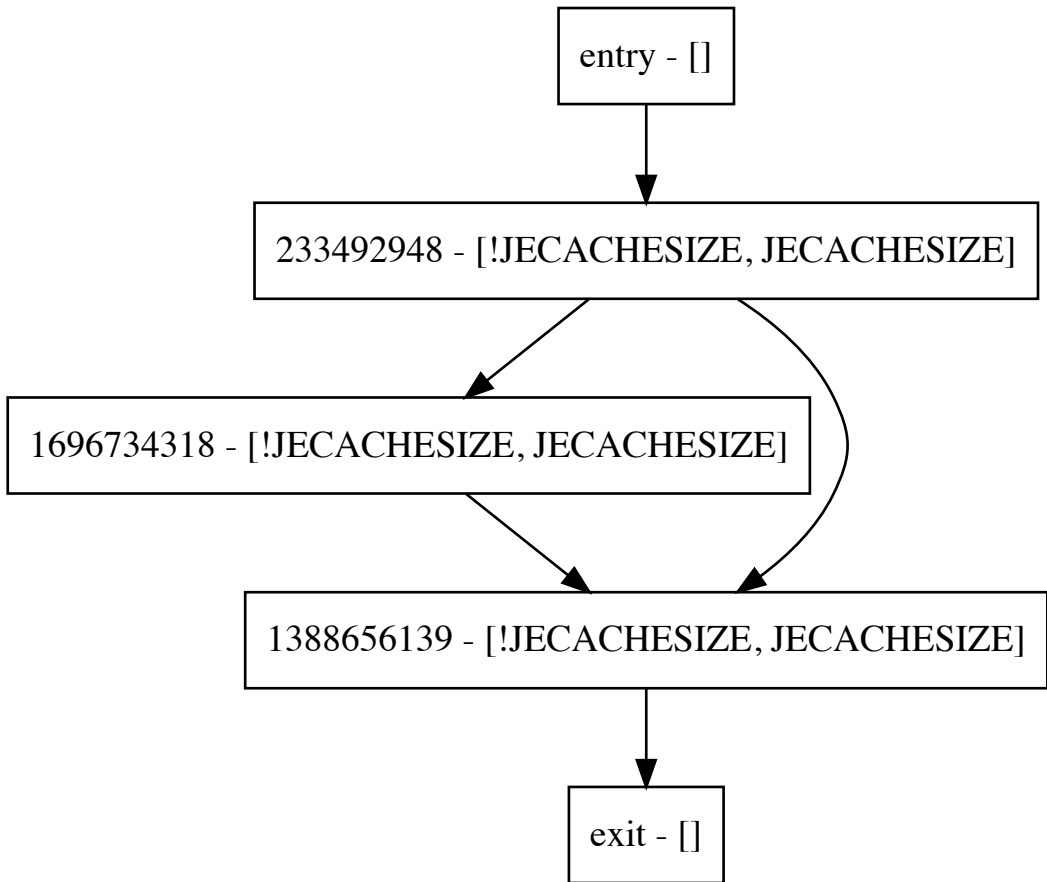 entry - []
233492948 - [!JECACHESIZE, JECACHESIZE]
1696734318 - [!JECACHESIZE, JECACHESIZE]
1388656139 - [!JECACHESIZE, JECACHESIZE]
exit - []